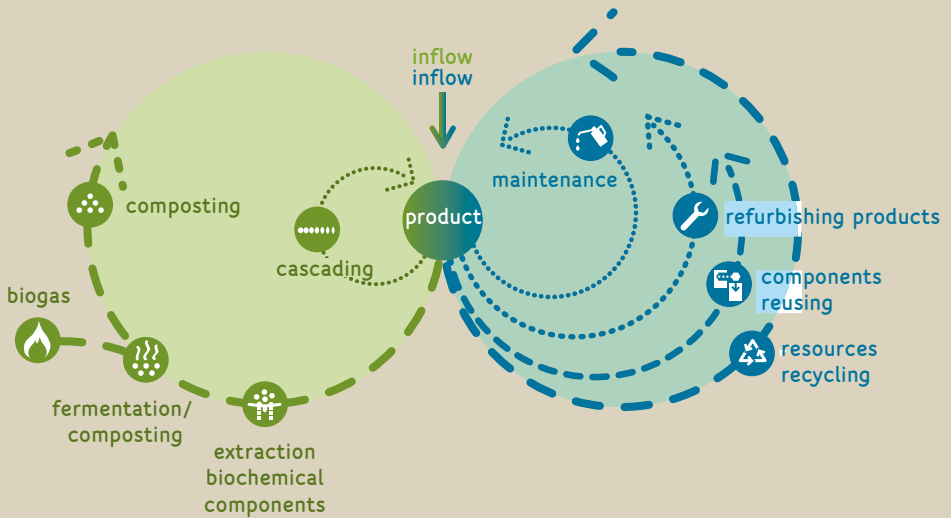 inflow
inflow
product
composting
cascading
biogas
fermentation/
composting
extraction
biochemical
components
maintenance
refurbishing products
components
reusing
resources
recycling